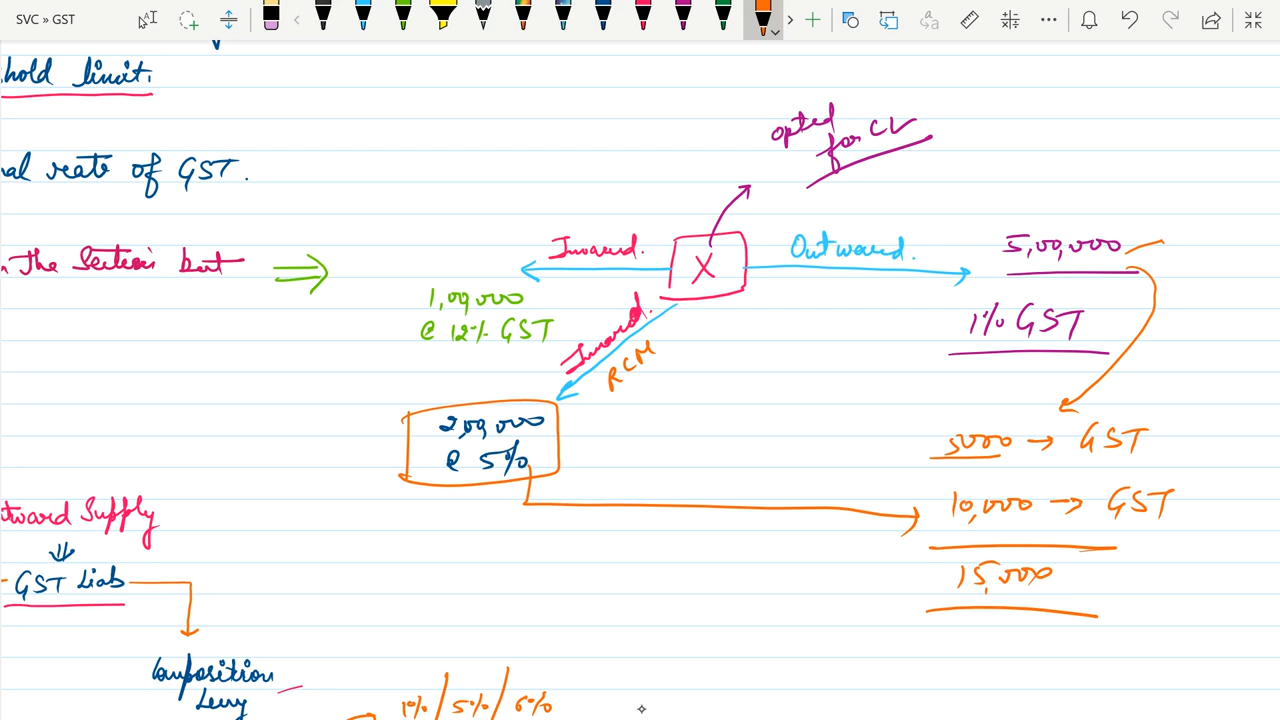 SVC » GST
hold limit.
al rate of GST.
the Section but
opted
for CV
Inward.
X
Outward.
5,00,000
1% GST
1,00,000
@ 12% GST
Inward.
RCM
2,00,000
@ 5%
5000 → GST
10,000 → GST
15,000
tward Supply
GST Liab
Composition
Levy
1% / 5% / 6%